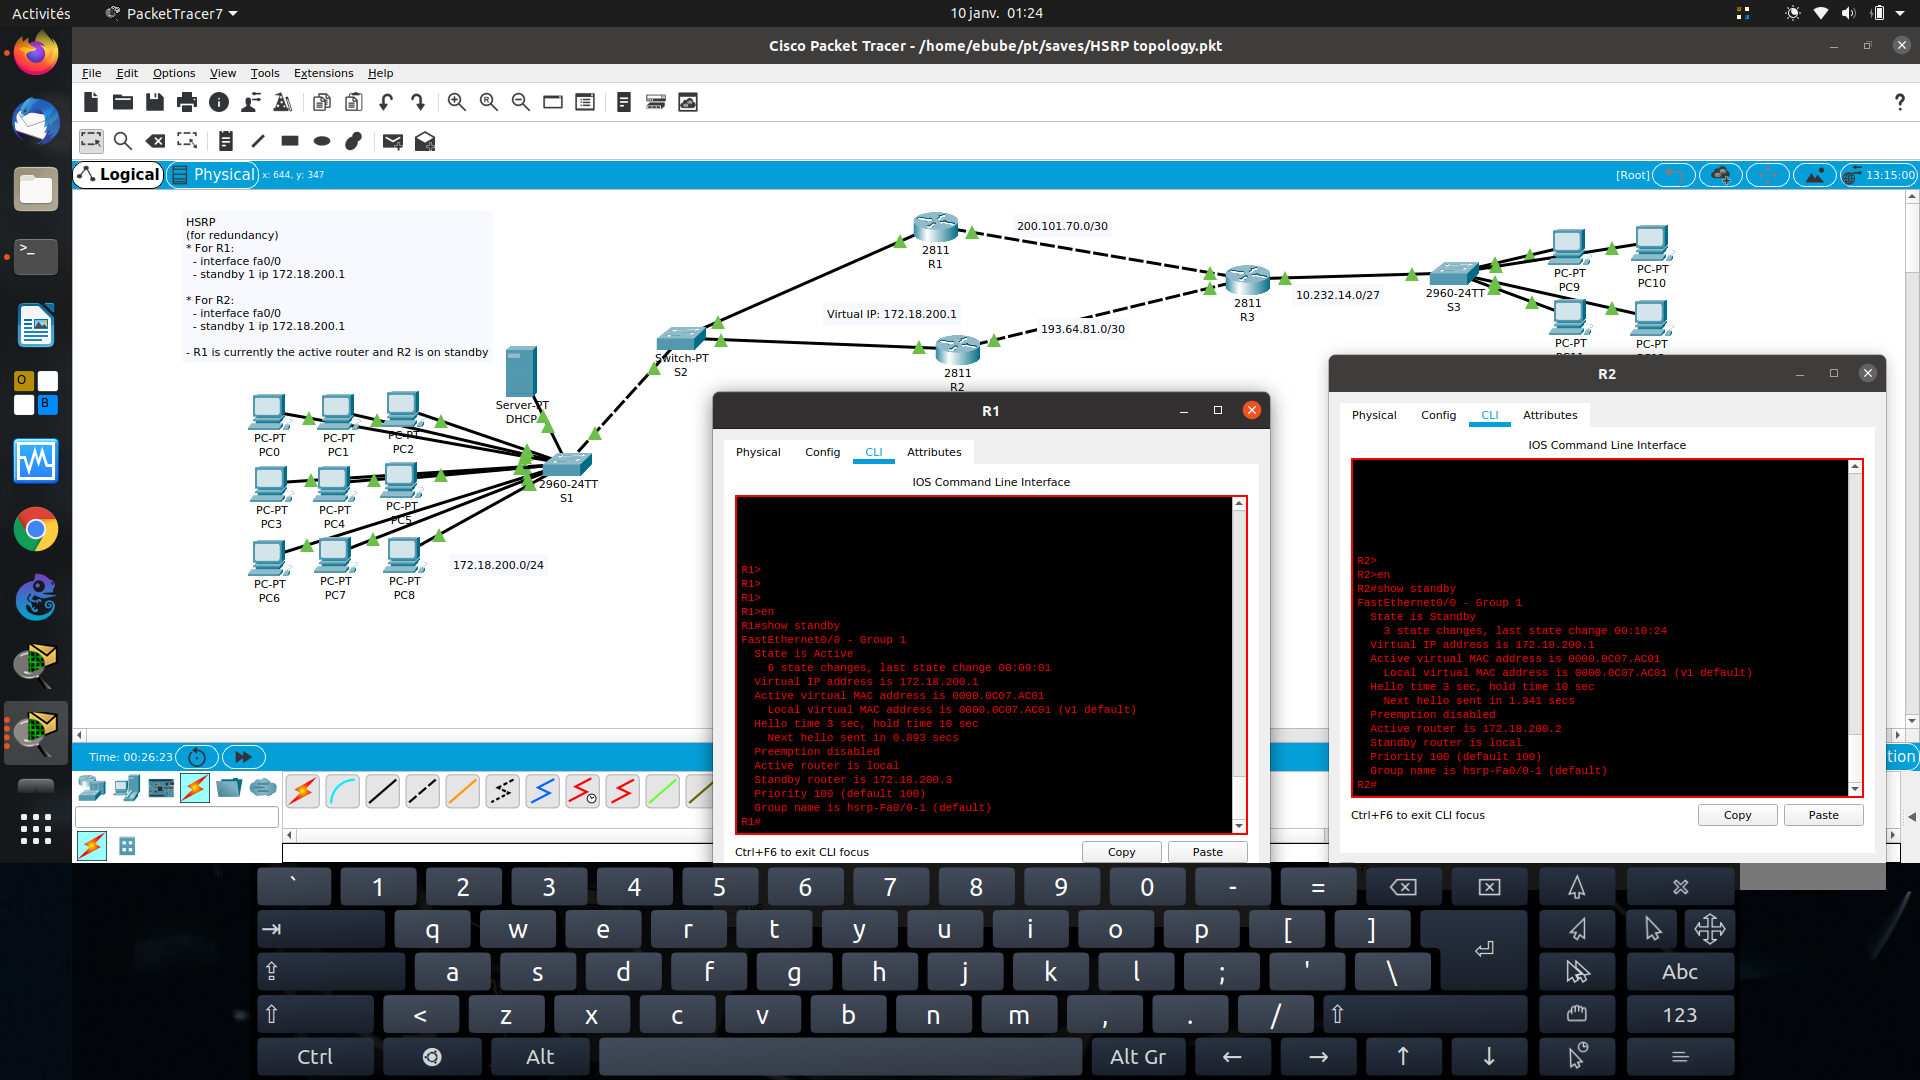 Activités
PacketTracer7
10 janv. 01:24
Cisco Packet Tracer - /home/ebube/pt/saves/HSRP topology.pkt
File Edit Options View Tools Extensions Help
Logical Physical x: 644, y: 347
[Root] 13:15:00
HSRP
(for redundancy)
* For R1:
- interface fa0/0
- standby 1 ip 172.18.200.1
* For R2:
- interface fa0/0
- standby 1 ip 172.18.200.1
- R1 is currently the active router and R2 is on standby
2811
R1
200.101.70.0/30
Virtual IP: 172.18.200.1
2811
R3
10.232.14.0/27
193.64.81.0/30
2960-24TT
S3
PC-PT
PC9
PC-PT
PC10
PC-PT
PC-PT
Switch-PT
S2
2811
R2
Server-PT
DHCP
PC-PT
PC0
PC-PT
PC1
PC-PT
PC2
PC-PT
PC3
PC-PT
PC4
PC-PT
PC5
2960-24TT
S1
PC-PT
PC6
PC-PT
PC7
PC-PT
PC8
172.18.200.0/24
R1
Physical Config CLI Attributes
IOS Command Line Interface
R1>
R1>
R1>
R1>en
R1#show standby
FastEthernet0/0 - Group 1
State is Active
6 state changes, last state change 00:09:01
Virtual IP address is 172.18.200.1
Active virtual MAC address is 0000.0C07.AC01
Local virtual MAC address is 0000.0C07.AC01 (v1 default)
Hello time 3 sec, hold time 10 sec
Next hello sent in 0.893 secs
Preemption disabled
Active router is local
Standby router is 172.18.200.3
Priority 100 (default 100)
Group name is hsrp-Fa0/0-1 (default)
R1#
Ctrl+F6 to exit CLI focus
Copy
Paste
R2
Physical Config CLI Attributes
IOS Command Line Interface
R2>
R2>en
R2#show standby
FastEthernet0/0 - Group 1
State is Standby
3 state changes, last state change 00:10:24
Virtual IP address is 172.18.200.1
Active virtual MAC address is 0000.0C07.AC01
Local virtual MAC address is 0000.0C07.AC01 (v1 default)
Hello time 3 sec, hold time 10 sec
Next hello sent in 1.341 secs
Preemption disabled
Active router is 172.18.200.2
Standby router is local
Priority 100 (default 100)
Group name is hsrp-Fa0/0-1 (default)
R2#
Ctrl+F6 to exit CLI focus
Copy
Paste
Time: 00:26:23
tion
` 1 2 3 4 5 6 7 8 9 0 - =
q w e r t y u i o p [ ]
a s d f g h j k l ; ' \ Abc
< z x c v b n m , . / 123
Ctrl Alt Alt Gr ← → ↑ ↓